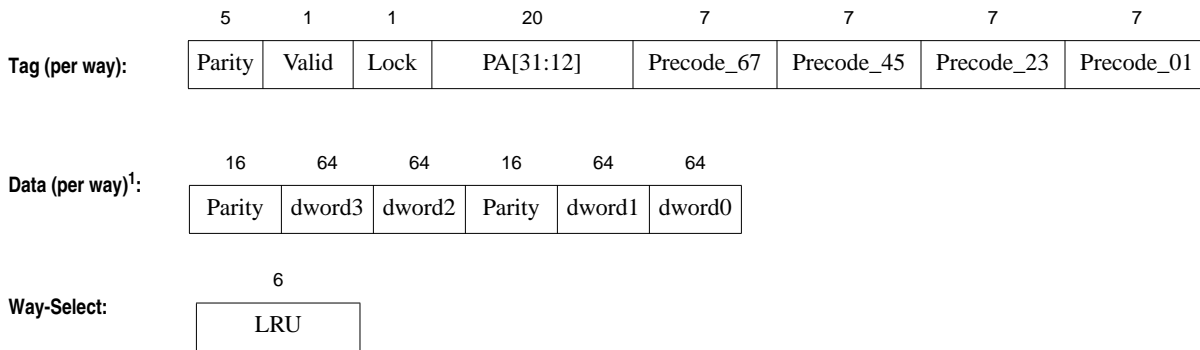 5 1 1 20 7 7 7 7
Tag (per way): Parity Valid Lock PA[31:12] Precode_67 Precode_45 Precode_23 Precode_01
16 64 64 16 64 64
Data (per way)1: Parity dword3 dword2 Parity dword1 dword0
6
Way-Select: LRU